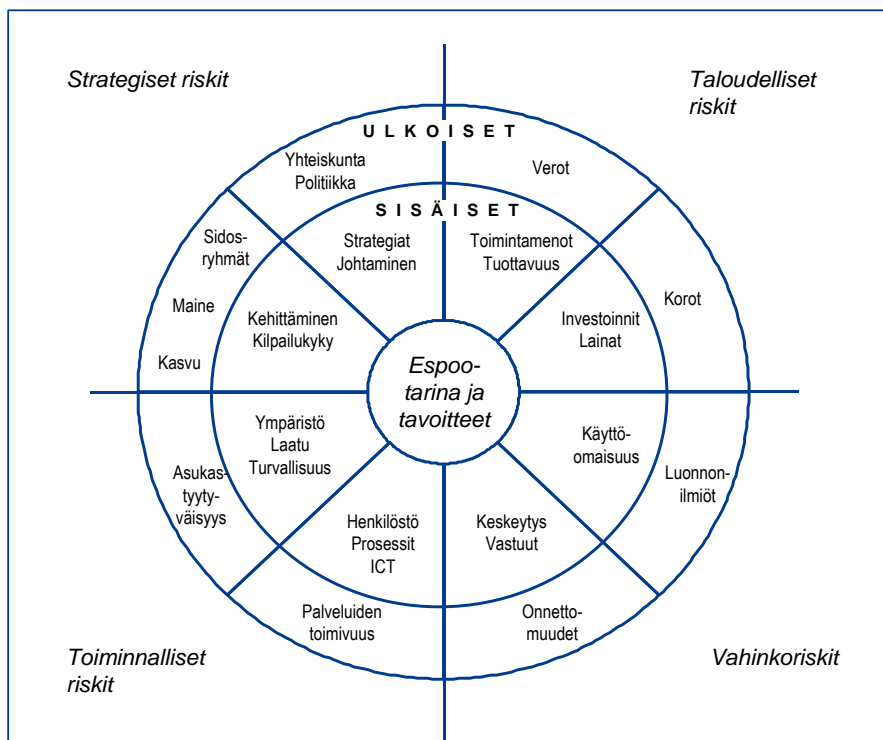 Strategiset riskit
Taloudelliset
riskit
U L K O I S E T
Yhteiskunta
Politiikka
Verot
S I S Ä I S E T
Sidos-
ryhmät
Strategiat
Johtaminen
Toimintamenot
Tuottavuus
Maine
Kehittäminen
Kilpailukyky
Investoinnit
Lainat
Korot
Kasvu
Espoo-
tarina ja
tavoitteet
Ympäristö
Laatu
Turvallisuus
Käyttö-
omaisuus
Asukas-
tyyty-
väisyys
Luonnon-
ilmiöt
Henkilöstö
Prosessit
ICT
Keskeytys
Vastuut
Palveluiden
toimivuus
Onnetto-
muudet
Toiminnalliset
riskit
Vahinkoriskit